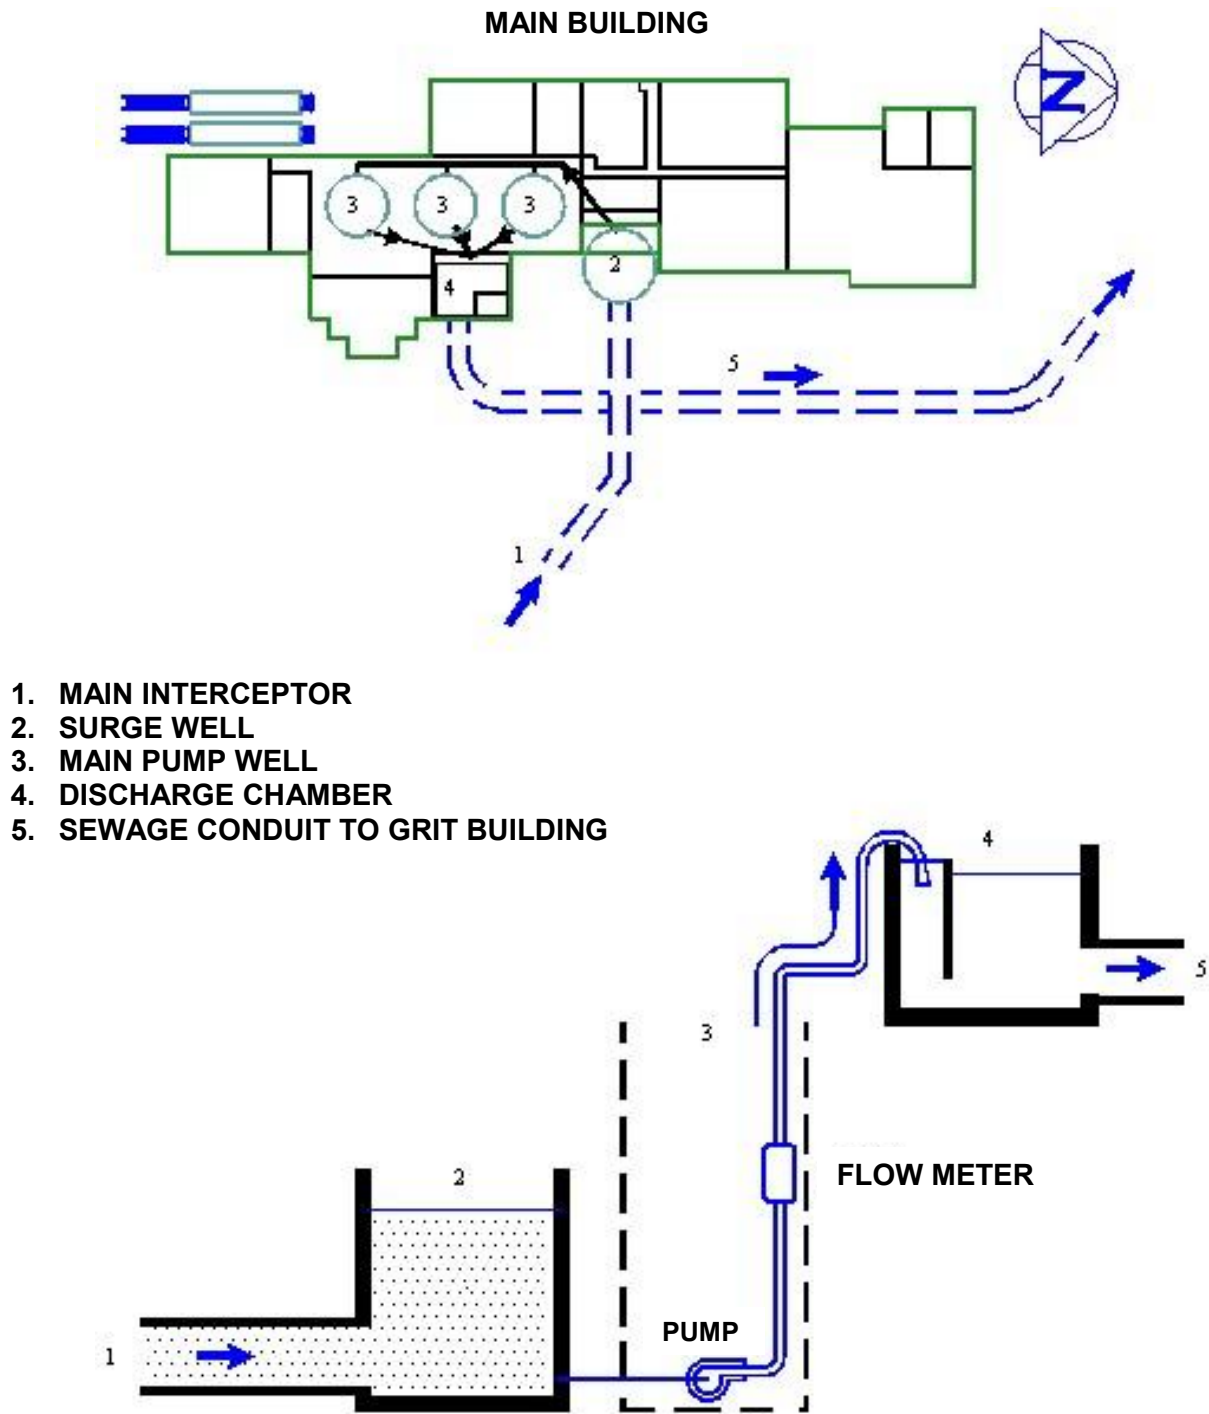 MAIN BUILDING
N
3 3 3
2
4
5
1
1. MAIN INTERCEPTOR
2. SURGE WELL
3. MAIN PUMP WELL
4. DISCHARGE CHAMBER
5. SEWAGE CONDUIT TO GRIT BUILDING
4
5
3
FLOW METER
2
PUMP
1